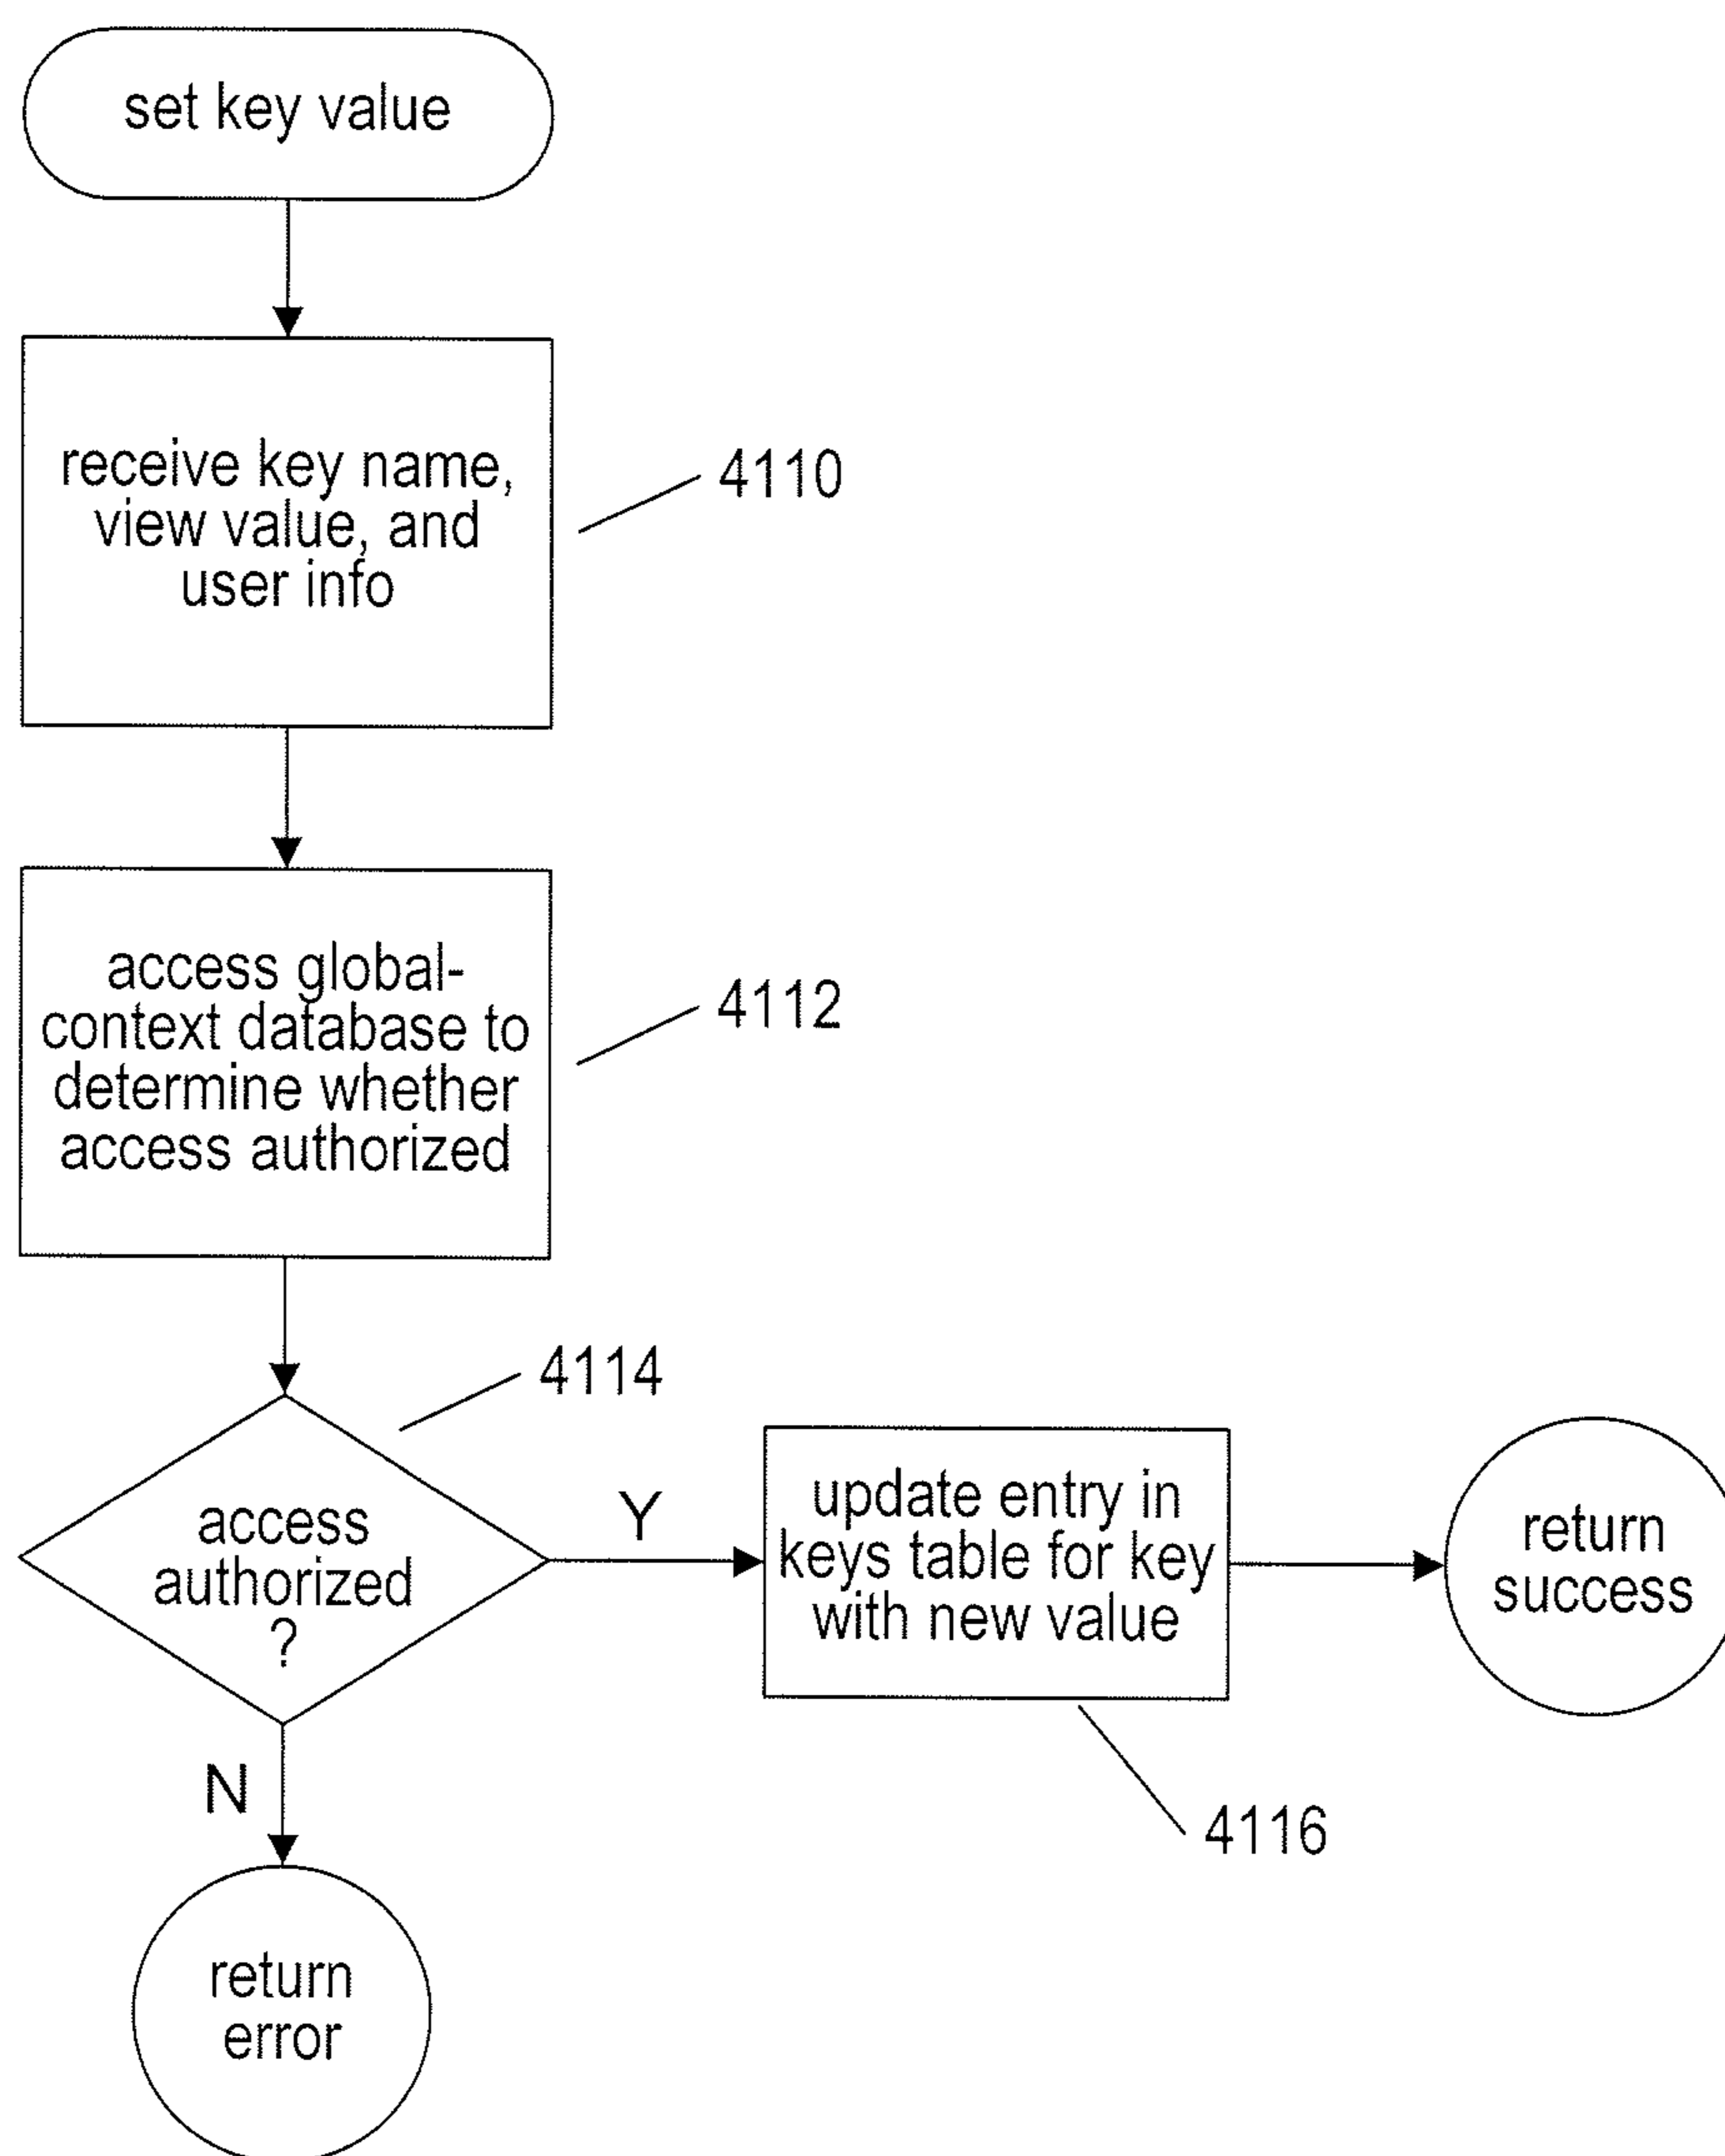 set key value
receive key name,
view value, and
user info
4110
access global-
context database to
determine whether
access authorized
4112
4114
access
authorized
?
Y
update entry in
keys table for key
with new value
4116
return
success
N
return
error